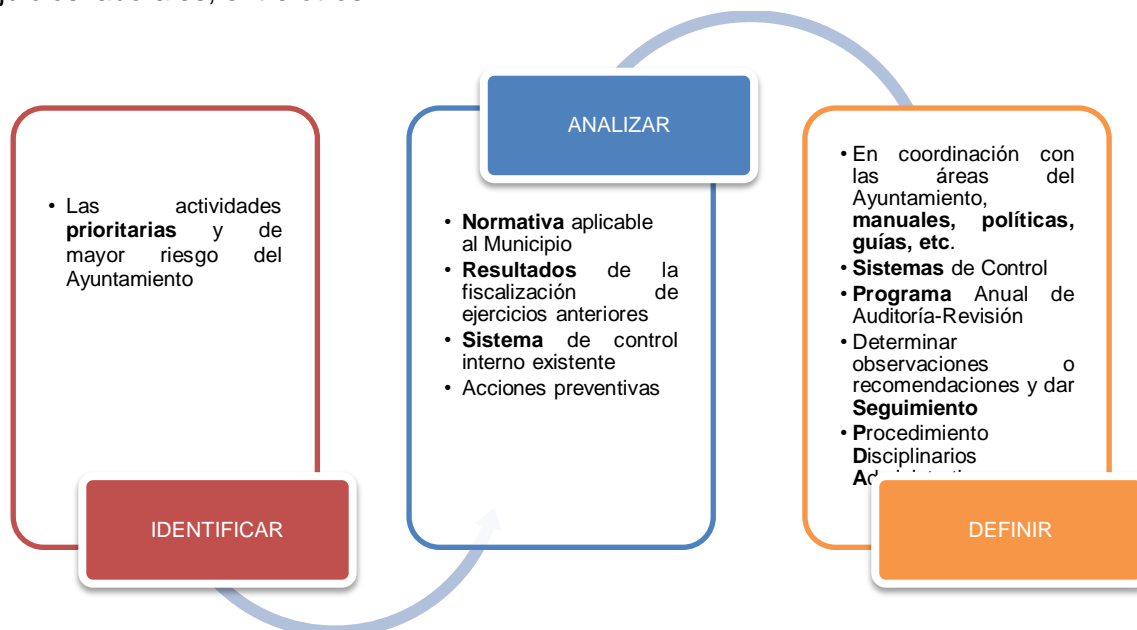 IDENTIFICAR
• Las actividades
prioritarias y de
mayor riesgo del
Ayuntamiento
ANALIZAR
• Normativa aplicable
al Municipio
• Resultados de la
fiscalización de
ejercicios anteriores
• Sistema de control
interno existente
• Acciones preventivas
DEFINIR
• En coordinación con
las áreas del
Ayuntamiento,
manuales, políticas,
guías, etc.
• Sistemas de Control
• Programa Anual de
Auditoría-Revisión
• Determinar
observaciones o
recomendaciones y dar
Seguimiento
• Procedimiento
Disciplinarios